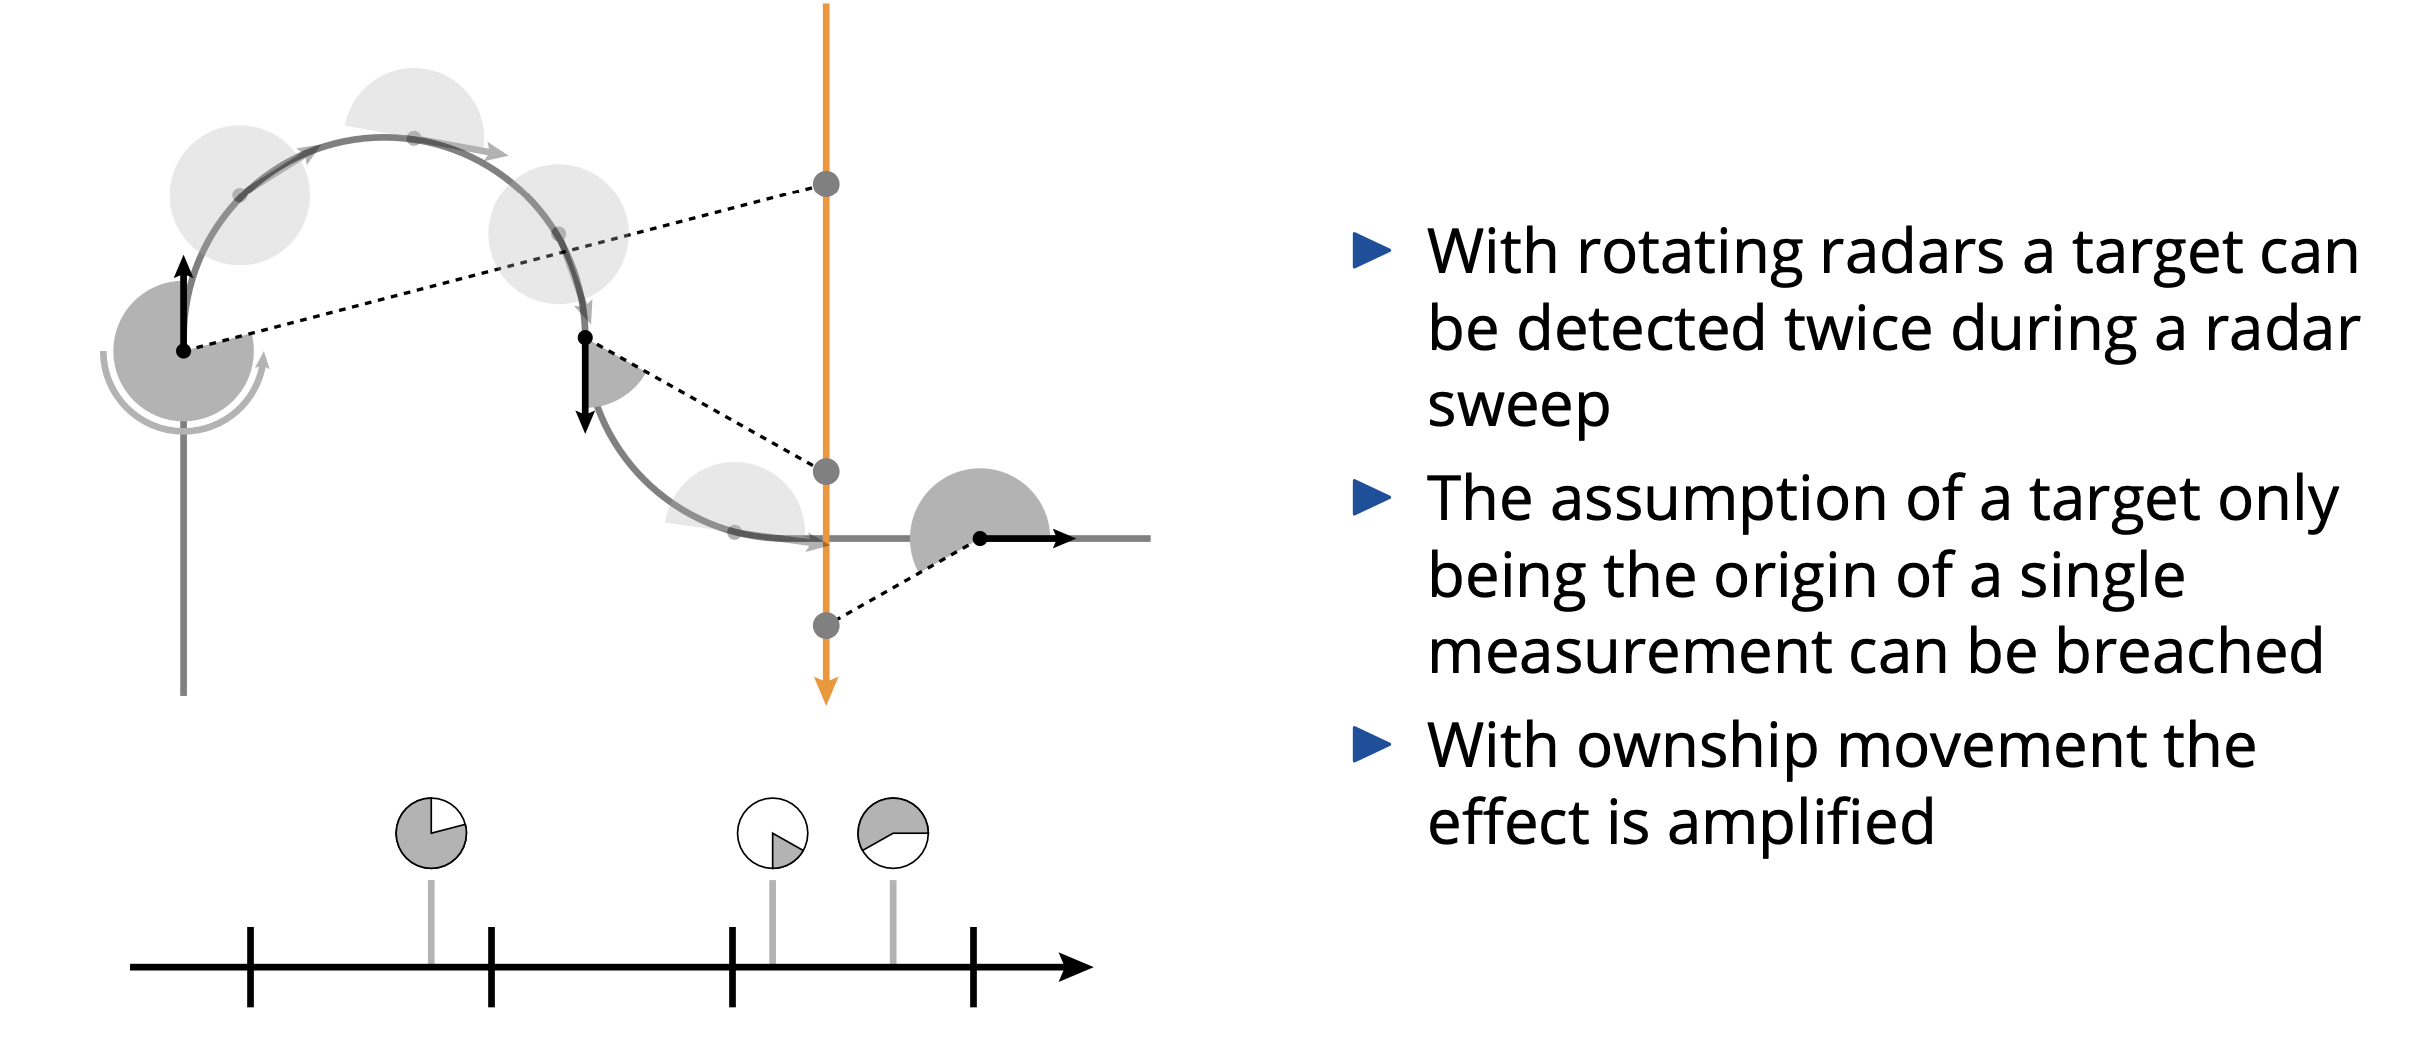 With rotating radars a target can
be detected twice during a radar
sweep
The assumption of a target only
being the origin of a single
measurement can be breached
With ownship movement the
effect is amplified